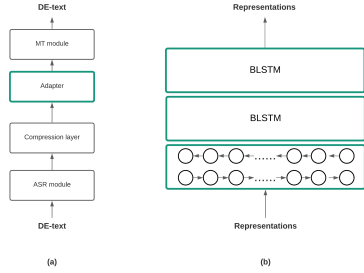 DE-text
MT module
Adapter
Compression layer
ASR module
DE-text
(a)
Representations
BLSTM
BLSTM
......
......
Representations
(b)